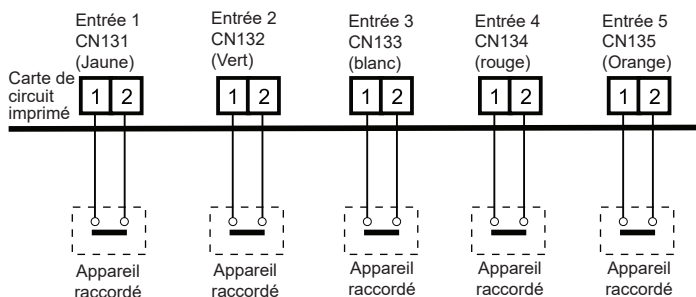 Entrée 1
CN131
(Jaune)
Entrée 2
CN132
(Vert)
Entrée 3
CN133
(blanc)
Entrée 4
CN134
(rouge)
Entrée 5
CN135
(Orange)
Carte de
circuit
imprimé
1 2
1 2
1 2
1 2
1 2
Appareil
raccordé
Appareil
raccordé
Appareil
raccordé
Appareil
raccordé
Appareil
raccordé